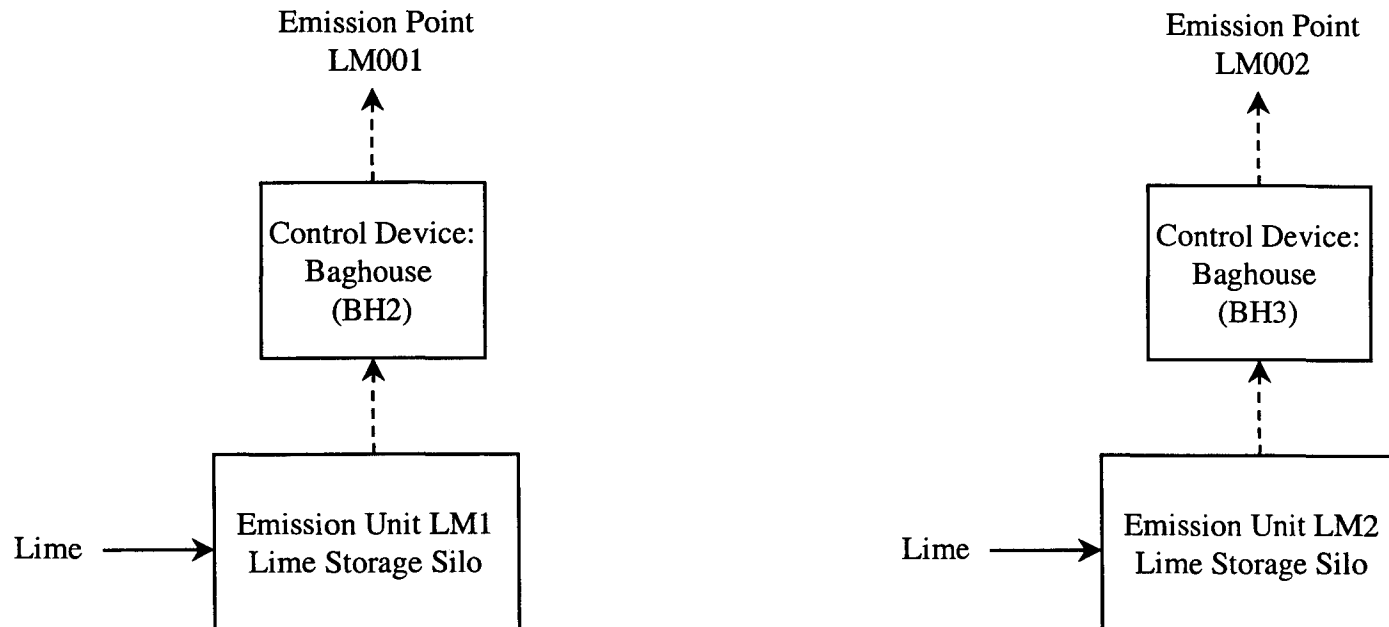 Emission Point
LM001
Control Device:
Baghouse
(BH2)
Lime
Emission Unit LM1
Lime Storage Silo
Emission Point
LM002
Control Device:
Baghouse
(BH3)
Lime
Emission Unit LM2
Lime Storage Silo